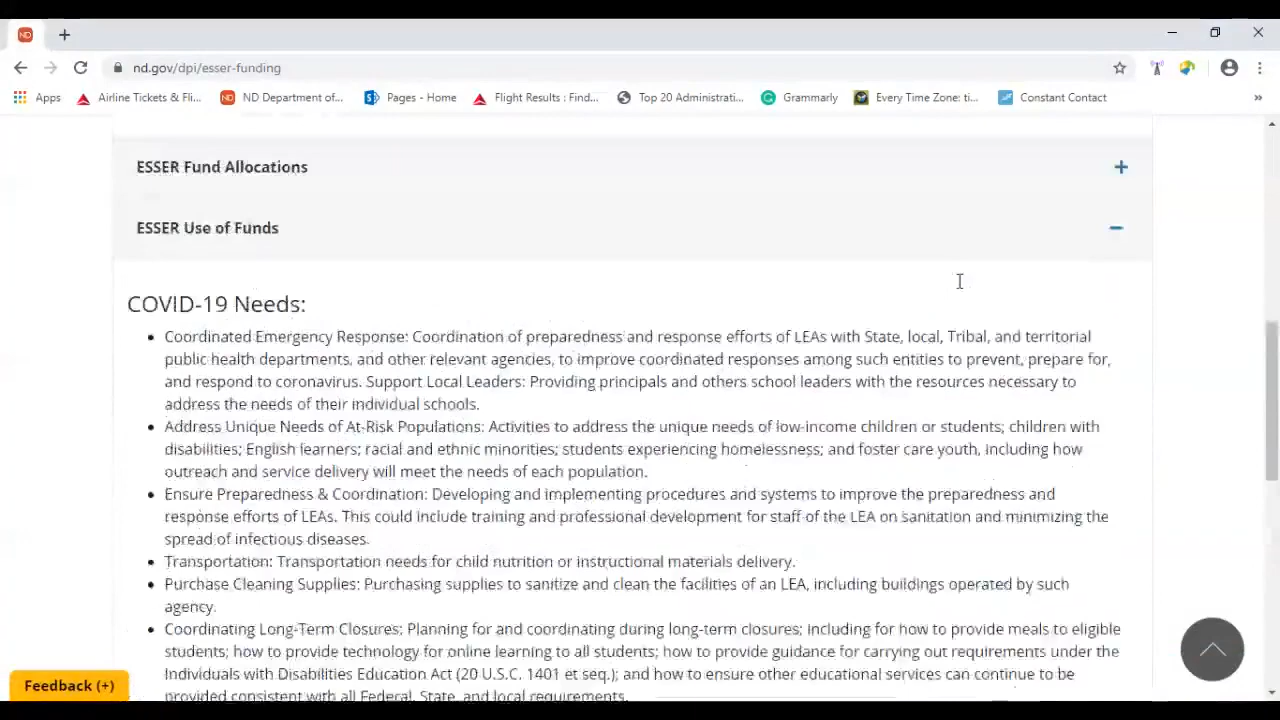 ND
nd.gov/dpi/esser-funding
Apps Airline Tickets & Fli... ND ND Department of... Pages - Home Flight Results : Find... Top 20 Administrati... Grammarly Every Time Zone: ti... Constant Contact »
ESSER Fund Allocations
ESSER Use of Funds
COVID-19 Needs:
• Coordinated Emergency Response: Coordination of preparedness and response efforts of LEAs with State, local, Tribal, and territorial
public health departments, and other relevant agencies, to improve coordinated responses among such entities to prevent, prepare for,
and respond to coronavirus. Support Local Leaders: Providing principals and others school leaders with the resources necessary to
address the needs of their individual schools.
• Address Unique Needs of At-Risk Populations: Activities to address the unique needs of low-income children or students; children with
disabilities; English learners; racial and ethnic minorities; students experiencing homelessness; and foster care youth, including how
outreach and service delivery will meet the needs of each population.
• Ensure Preparedness & Coordination: Developing and implementing procedures and systems to improve the preparedness and
response efforts of LEAs. This could include training and professional development for staff of the LEA on sanitation and minimizing the
spread of infectious diseases.
• Transportation: Transportation needs for child nutrition or instructional materials delivery.
• Purchase Cleaning Supplies: Purchasing supplies to sanitize and clean the facilities of an LEA, including buildings operated by such
agency.
• Coordinating Long-Term Closures: Planning for and coordinating during long-term closures; including for how to provide meals to eligible
students; how to provide technology for online learning to all students; how to provide guidance for carrying out requirements under the
Individuals with Disabilities Education Act (20 U.S.C. 1401 et seq.); and how to ensure other educational services can continue to be
provided consistent with all Federal, State, and local requirements.
Feedback (+)